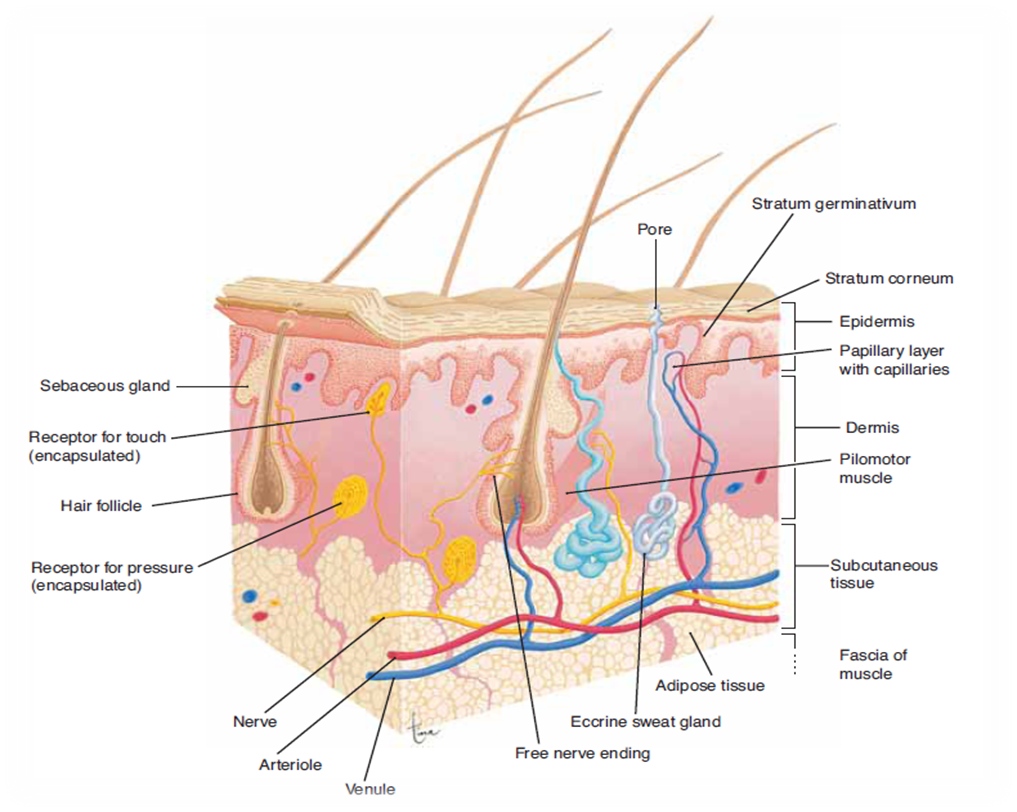 Stratum germinativum
Pore
Stratum corneum
Epidermis
Papillary layer
with capillaries
Sebaceous gland
Dermis
Receptor for touch
(encapsulated)
Pilomotor
muscle
Hair follicle
Receptor for pressure
(encapsulated)
Subcutaneous
tissue
Fascia of
muscle
Adipose tissue
Nerve
Eccrine sweat gland
Free nerve ending
Arteriole
Venule